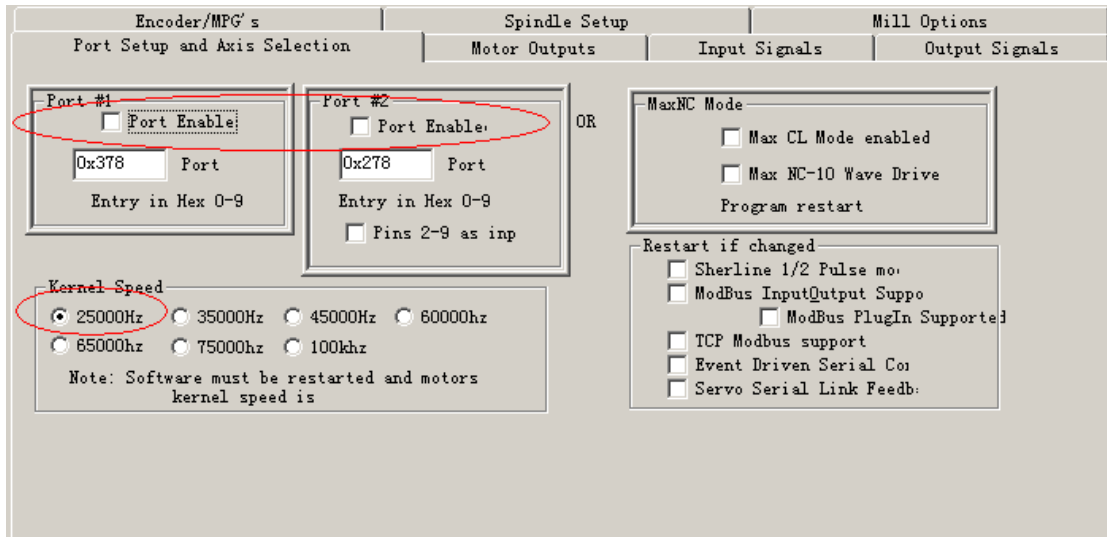 Encoder/MPG's
Spindle Setup
Mill Options
Port Setup and Axis Selection
Motor Outputs
Input Signals
Output Signals
Port #1
Port Enable
0x378 Port
Entry in Hex 0-9
Port #2
Port Enable
0x278 Port
Entry in Hex 0-9
Pins 2-9 as inp
OR
MaxNC Mode
Max CL Mode enabled
Max NC-10 Wave Drive
Program restart
Kernel Speed
25000Hz 35000Hz 45000Hz 60000hz
65000hz 75000hz 100khz
Note: Software must be restarted and motors
kernel speed is
Restart if changed
Sherline 1/2 Pulse mo
ModBus InputOutput Suppo
ModBus PlugIn Supported
TCP Modbus support
Event Driven Serial Co
Servo Serial Link Feedb